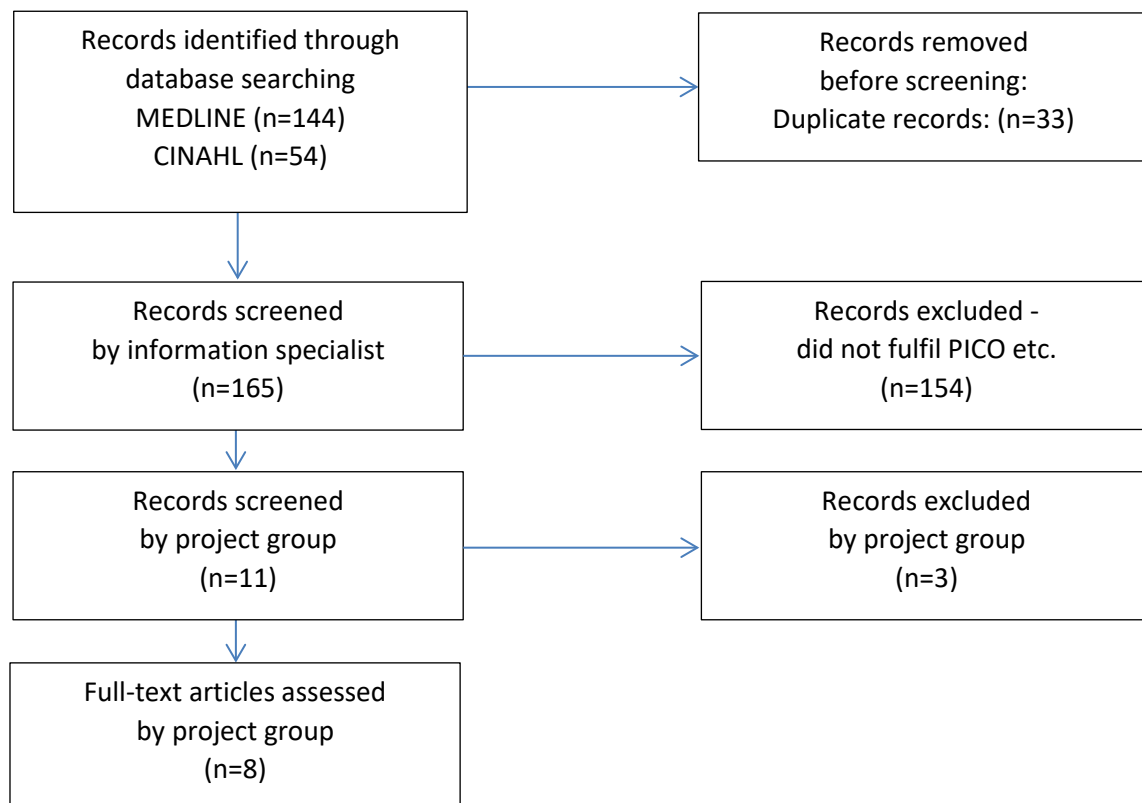 Records identified through
database searching
MEDLINE (n=144)
CINAHL (n=54)
Records removed
before screening:
Duplicate records: (n=33)
Records screened
by information specialist
(n=165)
Records excluded -
did not fulfil PICO etc.
(n=154)
Records screened
by project group
(n=11)
Records excluded
by project group
(n=3)
Full-text articles assessed
by project group
(n=8)